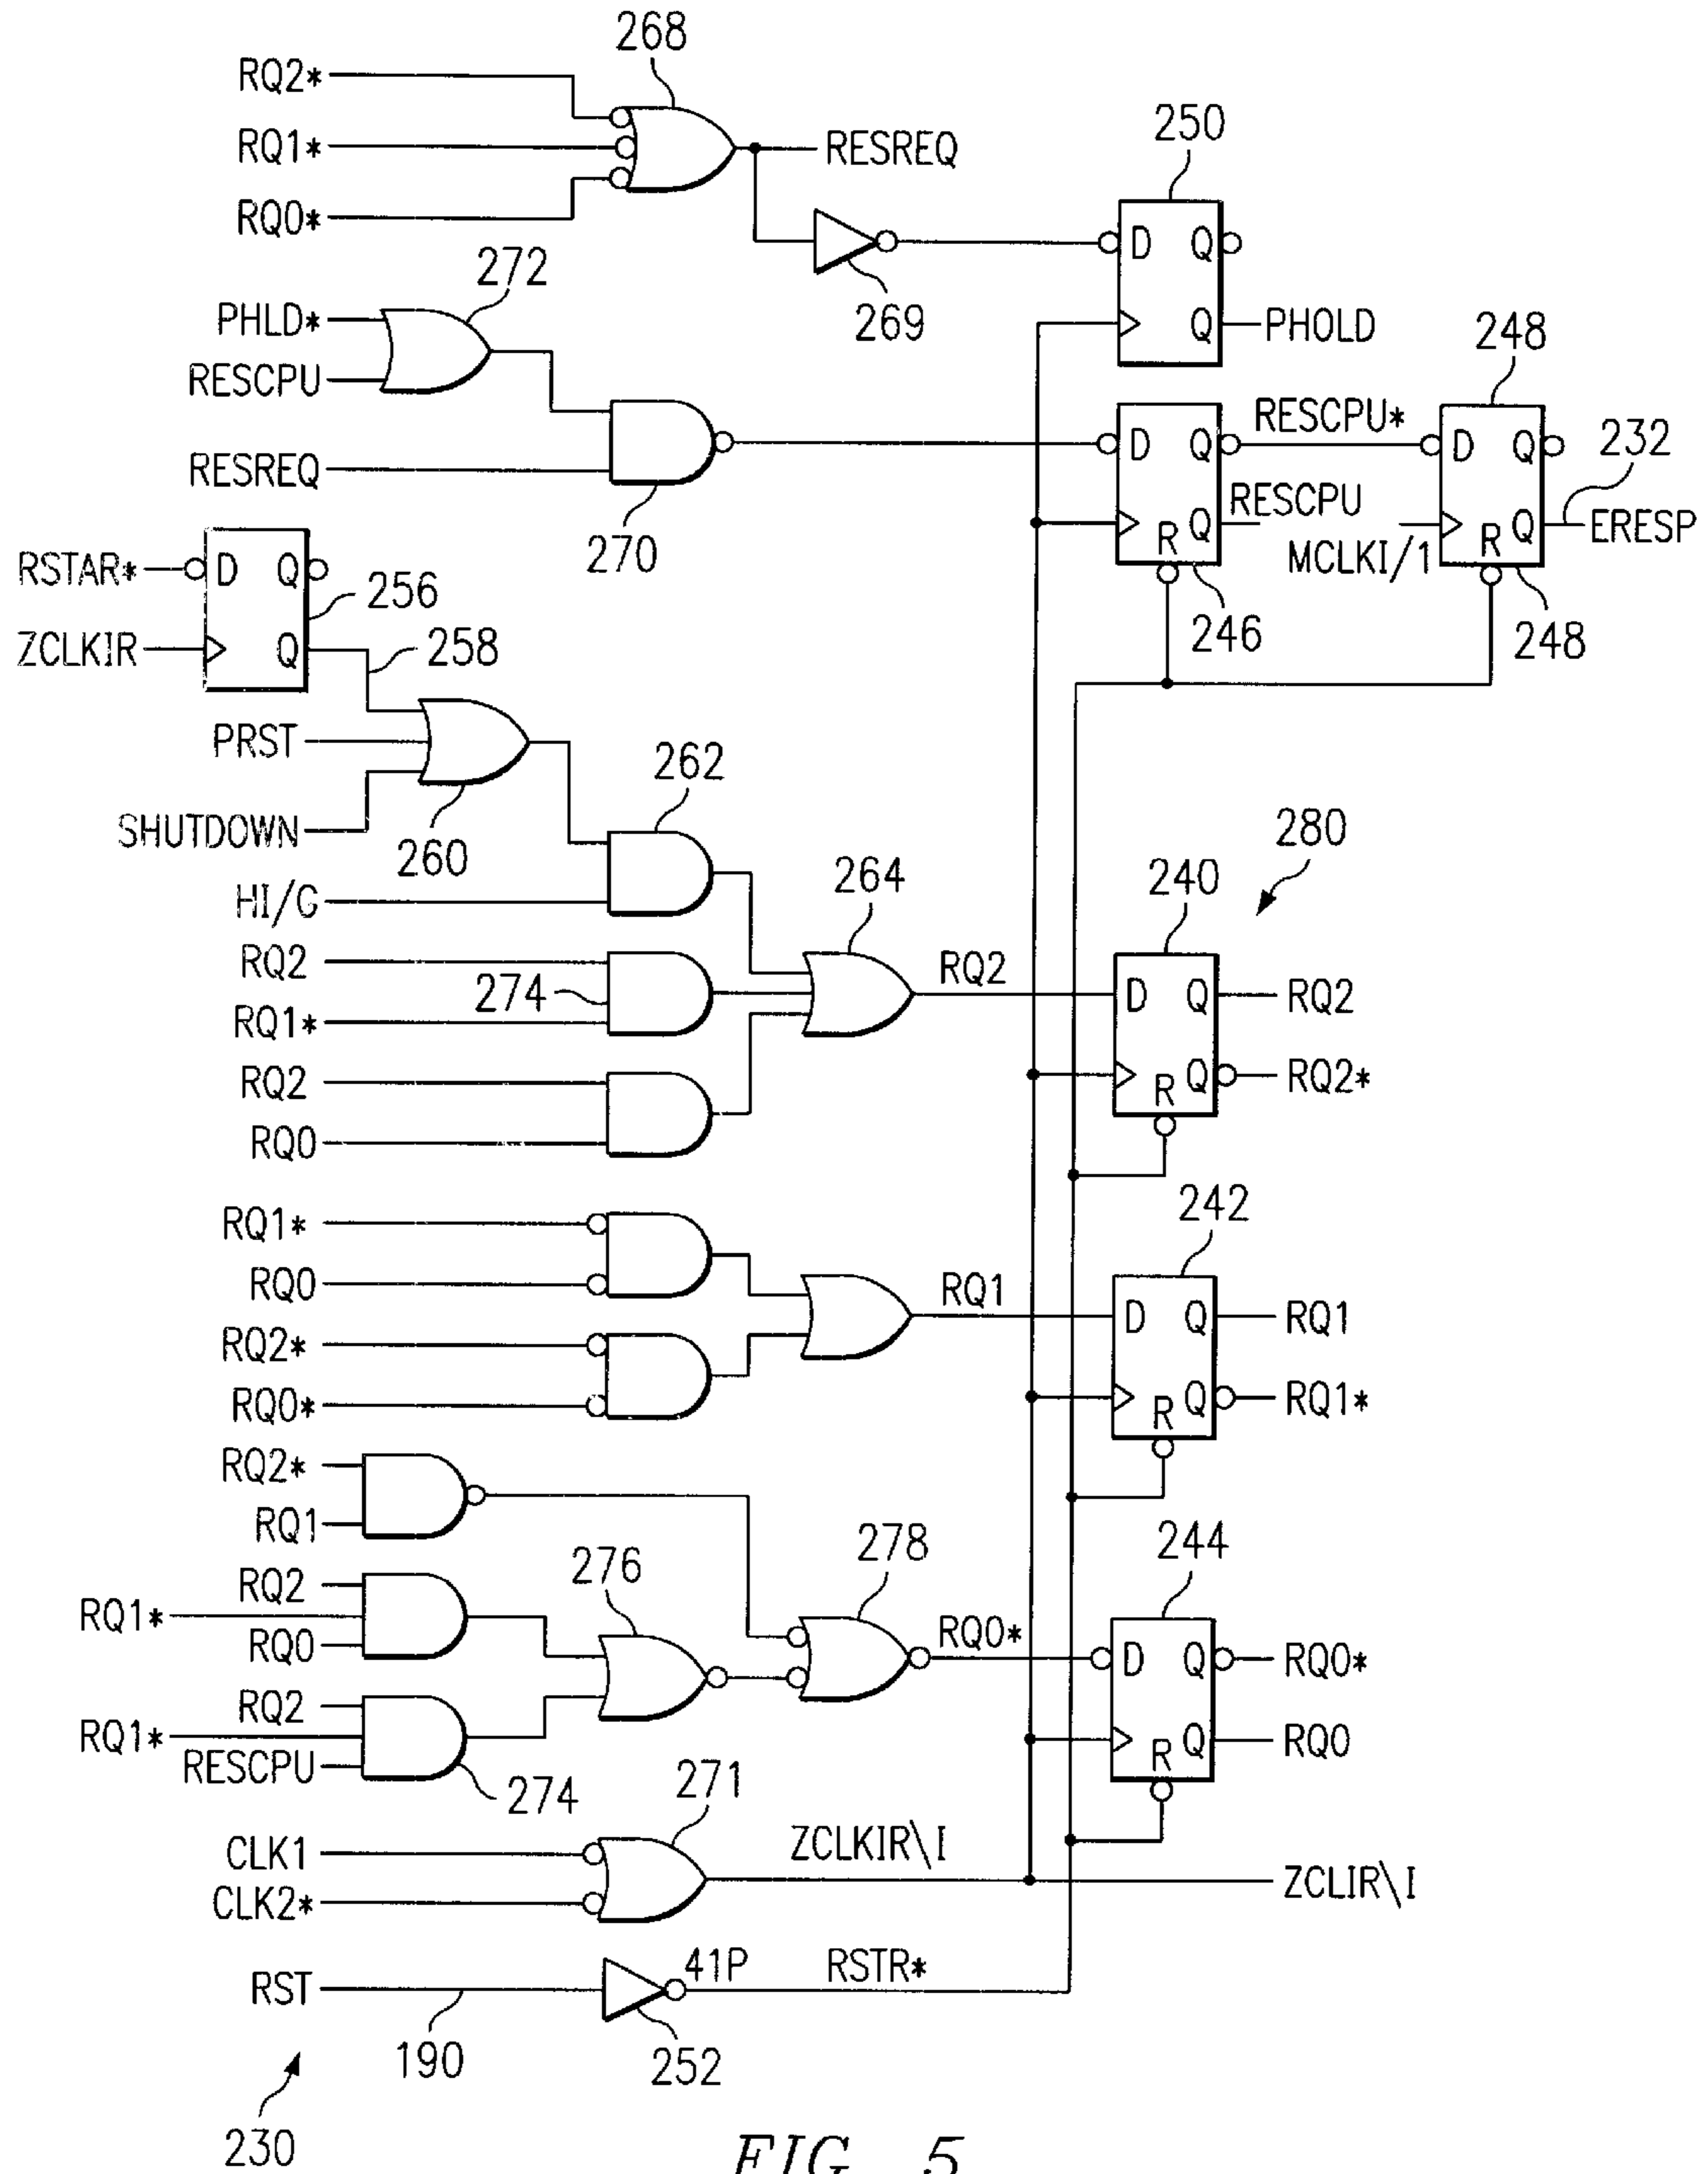 268
RQ2*
RQ1*
RQ0*
RESREQ
250
D Q
Q
PHOLD
269
272
PHLD*
RESCPU
RESREQ
270
248
RESCPU*
D Q
R Q
RESCPU
246
MCLKI/1
D Q
R Q
232
ERESP
248
RSTAR*
ZCLKIR
D Q
Q
256
258
PRST
SHUTDOWN
260
262
HI/G
264
RQ2
274
RQ1*
RQ2
RQ0
RQ2
240
280
D Q
R Q
RQ2
RQ2*
RQ1*
RQ0
RQ2*
RQ0*
RQ1
242
D Q
R Q
RQ1
RQ1*
RQ2*
RQ1
RQ2
RQ1*
RQ0
276
278
RQ0*
244
D Q
R Q
RQ0*
RQ0
RQ2
RQ1*
RESCPU
274
271
CLK1
CLK2*
ZCLKIR\I
ZCLIR\I
RST
41P
RSTR*
190
252
230
FIG. 5